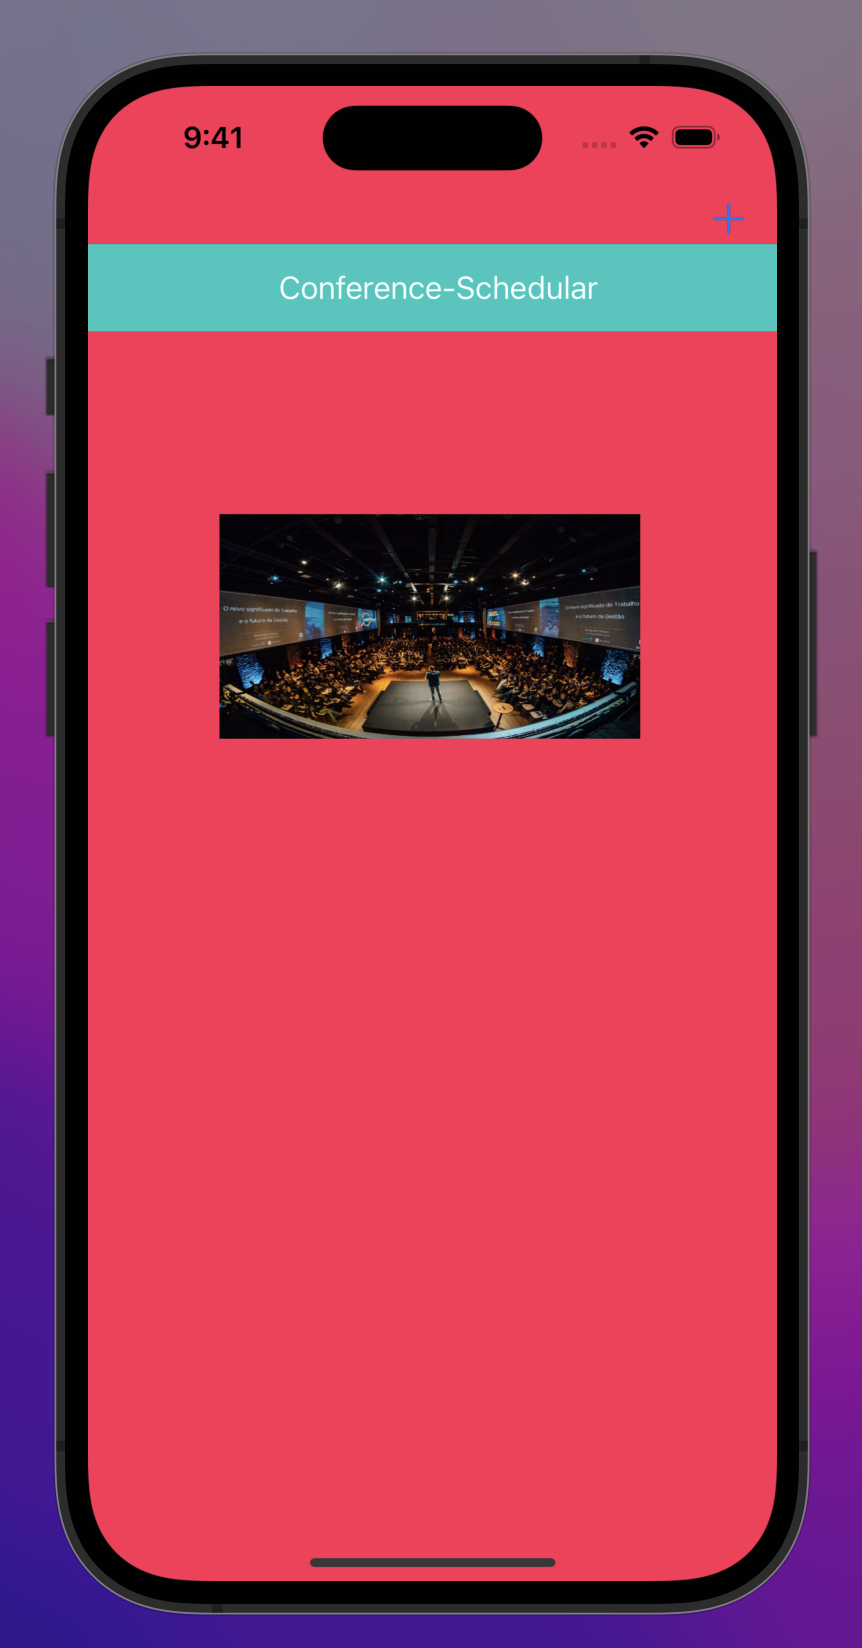 9:41
Conference-Schedular
O novo significado do Trabalho
e o futuro da Gestão
O novo significado do Trabalho
e o futuro da Gestão